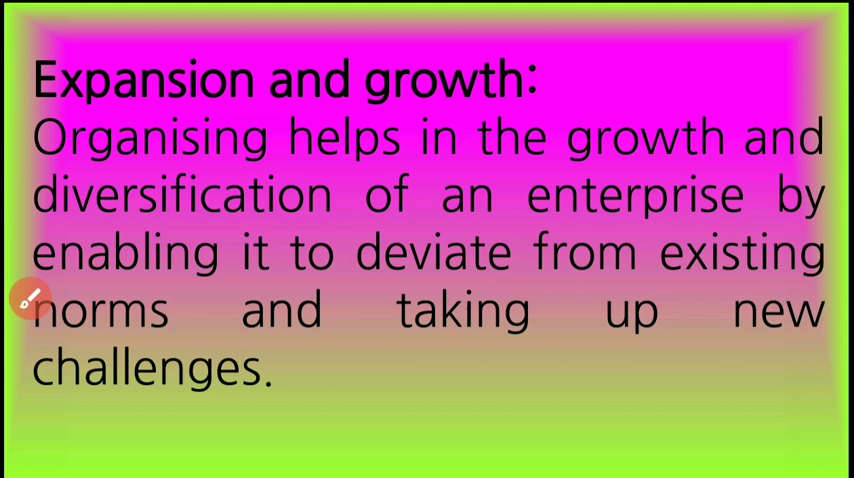 Expansion and growth:
Organising helps in the growth and
diversification of an enterprise by
enabling it to deviate from existing
norms and taking up new
challenges.